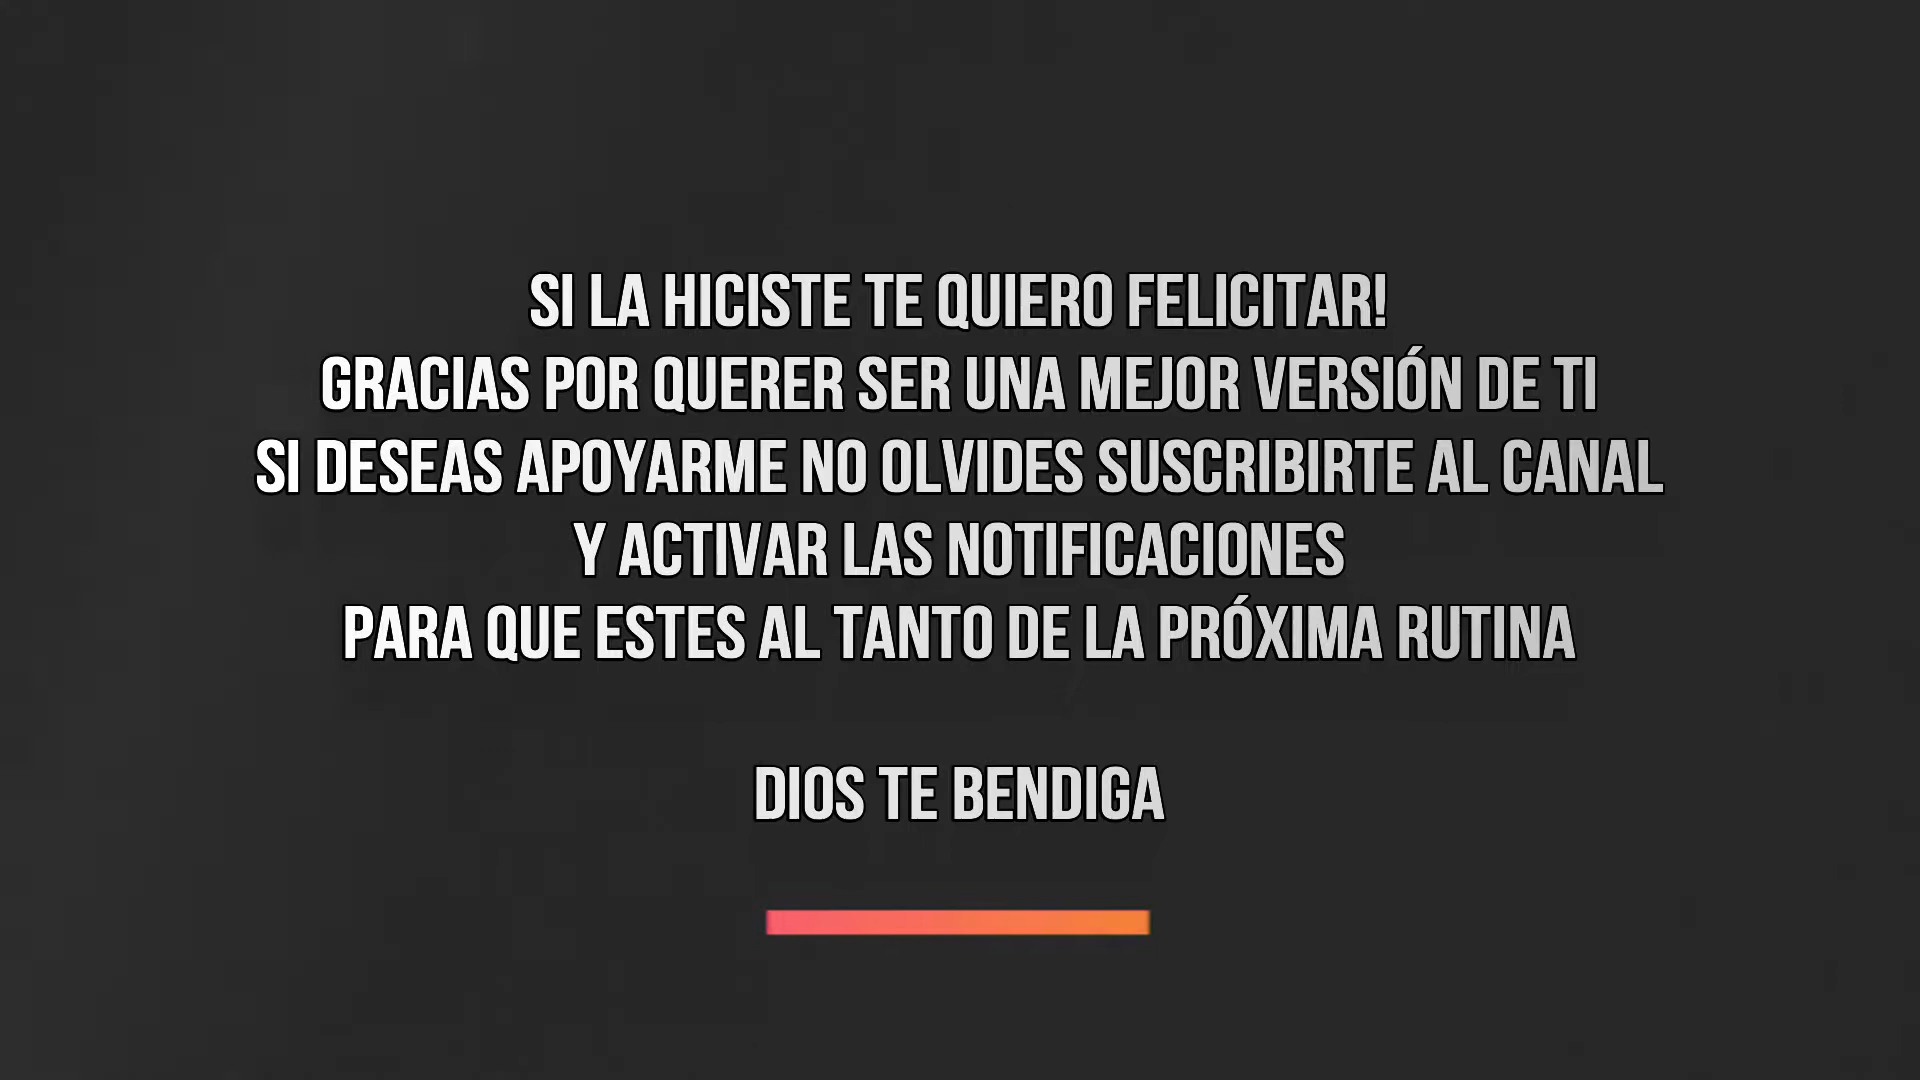 SI LA HICISTE TE QUIERO FELICITAR!
GRACIAS POR QUERER SER UNA MEJOR VERSIÓN DE TI
SI DESEAS APOYARME NO OLVIDES SUSCRIBIRTE AL CANAL
Y ACTIVAR LAS NOTIFICACIONES
PARA QUE ESTES AL TANTO DE LA PRÓXIMA RUTINA
DIOS TE BENDIGA